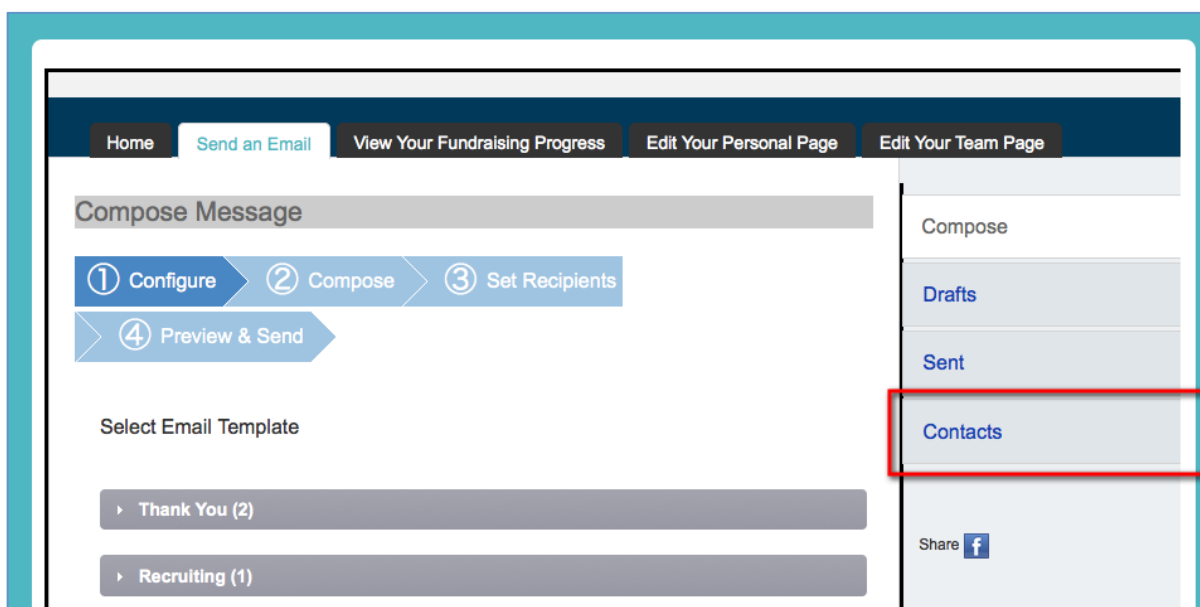 Home Send an Email View Your Fundraising Progress Edit Your Personal Page Edit Your Team Page
Compose Message
① Configure ② Compose ③ Set Recipients
④ Preview & Send
Select Email Template
Thank You (2)
Recruiting (1)
Compose
Drafts
Sent
Contacts
Share f